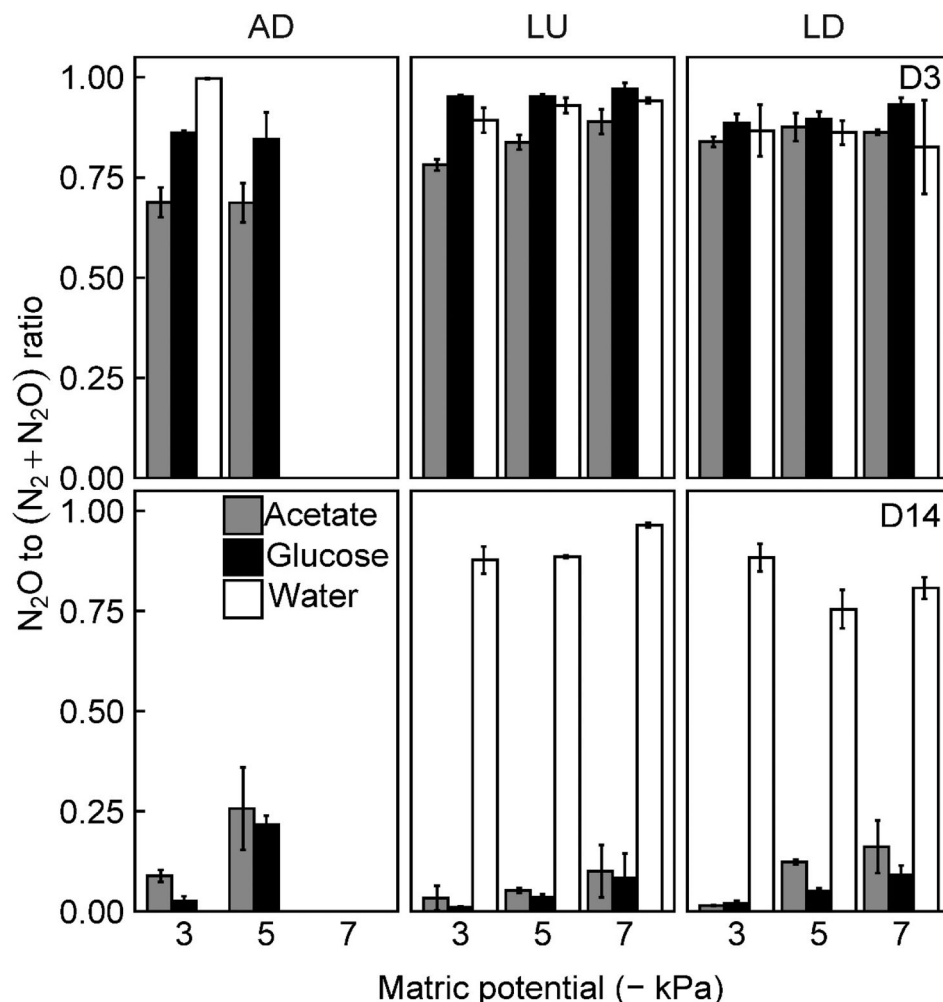 AD LU LD
1.00 D3
0.75
0.50
0.25
0.00
1.00 D14
Acetate
Glucose
0.75 Water
0.50
0.25
0.00
3 5 7 3 5 7 3 5 7
N₂O to (N₂ + N₂O) ratio
Matric potential (− kPa)